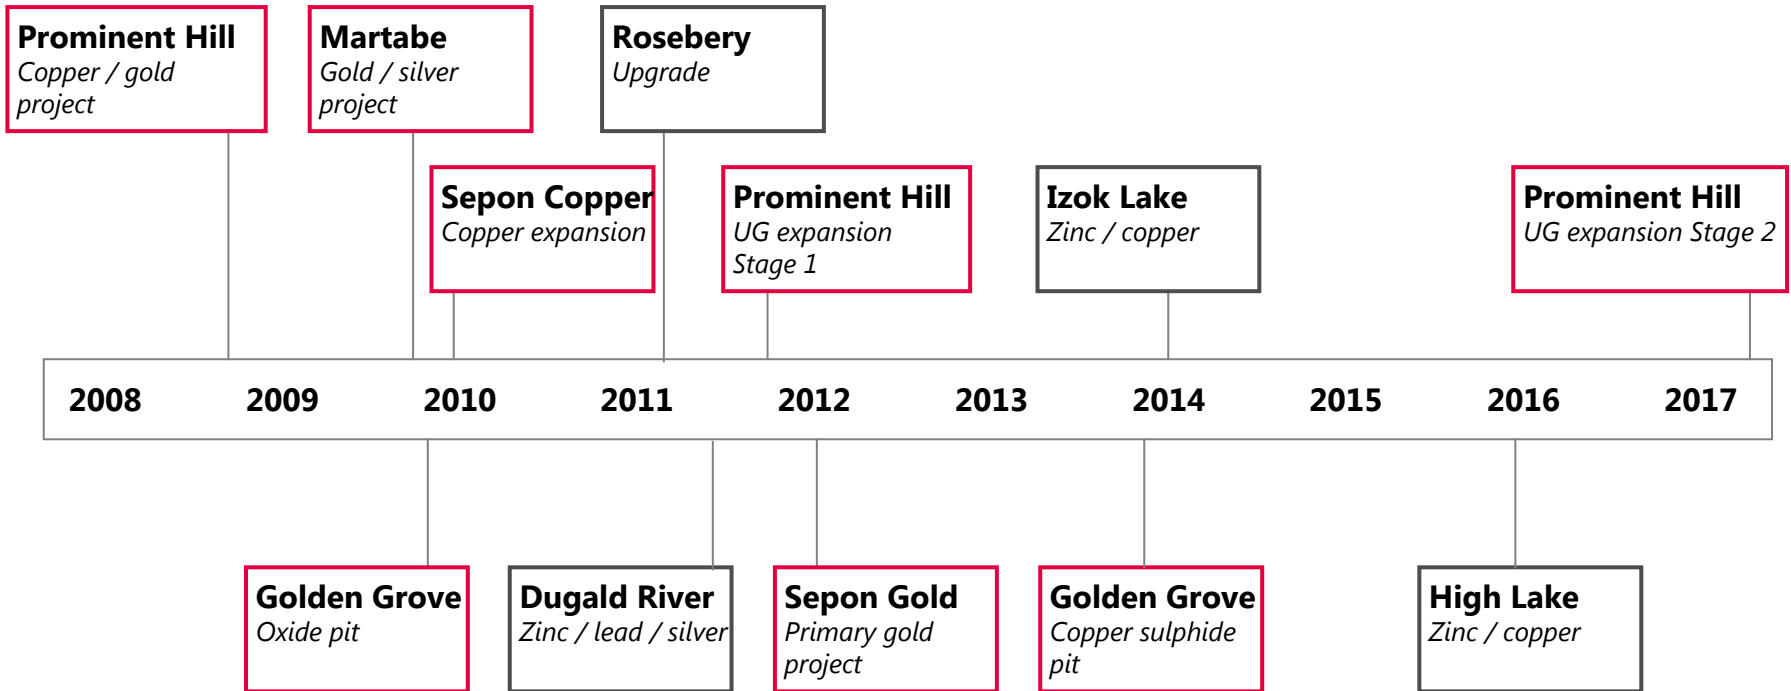 Prominent Hill
Copper / gold
project
Martabe
Gold / silver
project
Rosebery
Upgrade
Sepon Copper
Copper expansion
Prominent Hill
UG expansion
Stage 1
Izok Lake
Zinc / copper
Prominent Hill
UG expansion Stage 2
2008 2009 2010 2011 2012 2013 2014 2015 2016 2017
Golden Grove
Oxide pit
Dugald River
Zinc / lead / silver
Sepon Gold
Primary gold
project
Golden Grove
Copper sulphide
pit
High Lake
Zinc / copper